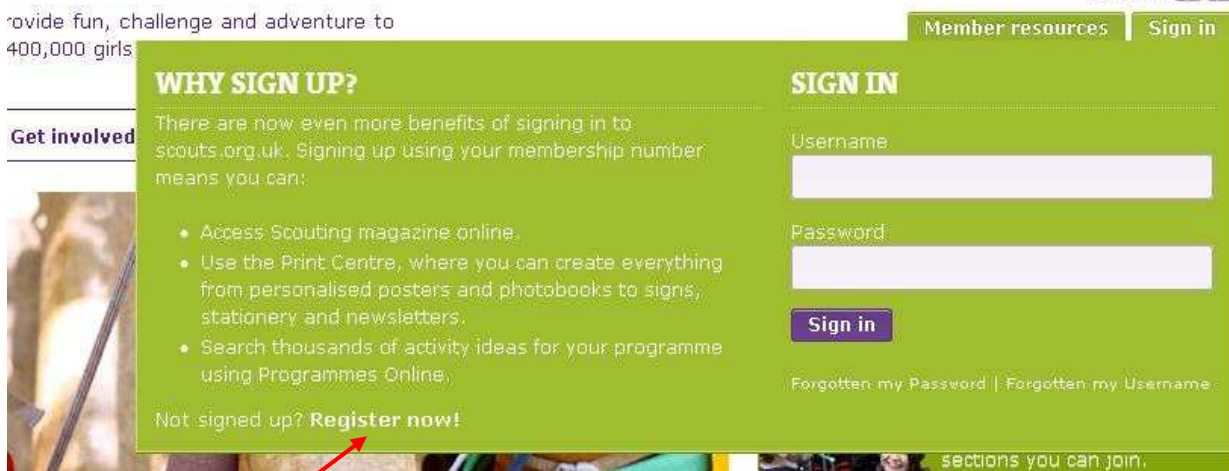 rovide fun, challenge and adventure to
400,000 girls
Member resources
Sign in
Get involved
WHY SIGN UP?
There are now even more benefits of signing in to
scouts.org.uk. Signing up using your membership number
means you can:
• Access Scouting magazine online.
• Use the Print Centre, where you can create everything
from personalised posters and photobooks to signs,
stationery and newsletters.
• Search thousands of activity ideas for your programme
using Programmes Online.
Not signed up? Register now!
SIGN IN
Username
Password
Sign in
Forgotten my Password | Forgotten my Username
sections you can join.